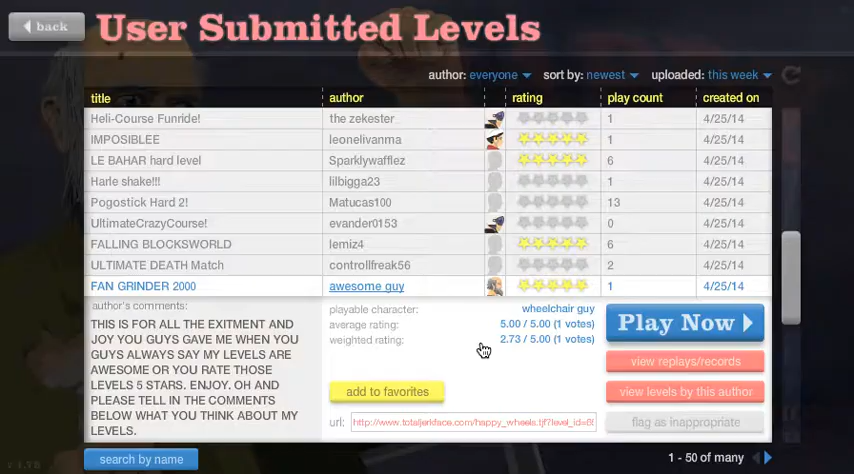 back
User Submitted Levels
author: everyone sort by: newest uploaded: this week
title author rating play count created on
Heli-Course Funride! the zekester 1 4/25/14
IMPOSIBLEE leonelivanma 1 4/25/14
LE BAHAR hard level Sparklywafflez 6 4/25/14
Harle shake!!! lilbigga23 1 4/25/14
Pogostick Hard 2! Matucas100 13 4/25/14
UltimateCrazyCourse! evander0153 0 4/25/14
FALLING BLOCKSWORLD lemiz4 6 4/25/14
ULTIMATE DEATH Match controllfreak56 2 4/25/14
FAN GRINDER 2000 awesome guy 1 4/25/14
author's comments:
THIS IS FOR ALL THE EXITMENT AND
JOY YOU GUYS GAVE ME WHEN YOU
GUYS ALWAYS SAY MY LEVELS ARE
AWESOME OR YOU RATE THOSE
LEVELS 5 STARS. ENJOY. OH AND
PLEASE TELL IN THE COMMENTS
BELOW WHAT YOU THINK ABOUT MY
LEVELS.
playable character: wheelchair guy
average rating: 5.00 / 5.00 (1 votes)
weighted rating: 2.73 / 5.00 (1 votes)
add to favorites
url: http://www.totaljerkface.com/happy_wheels.tjf?level_id=6
Play Now
view replays/records
view levels by this author
flag as inappropriate
search by name
1 - 50 of many